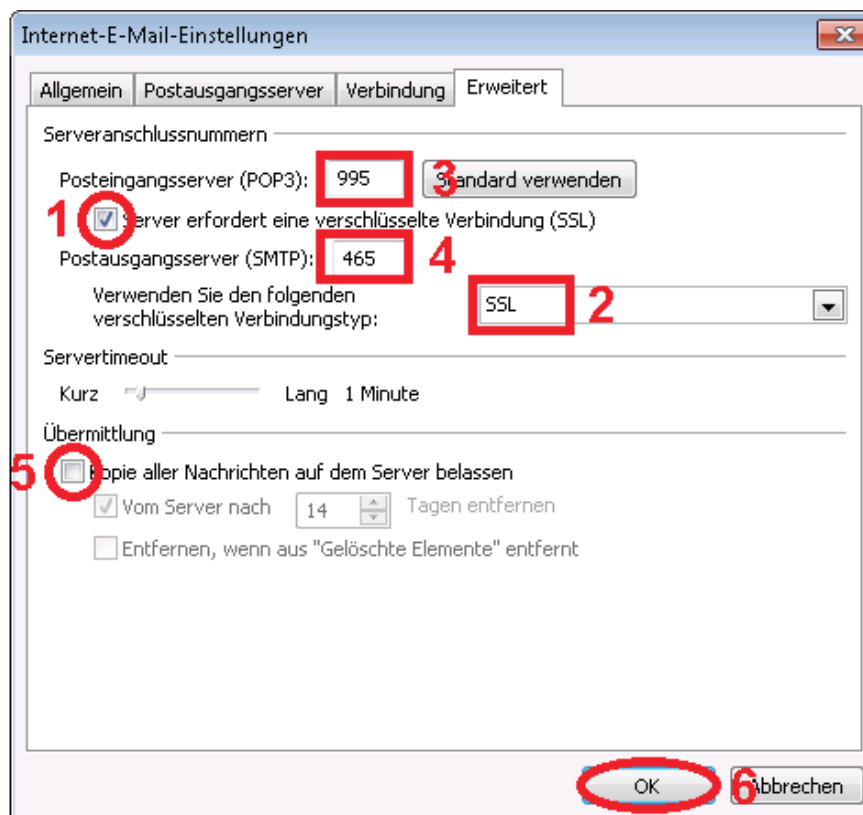 Internet-E-Mail-Einstellungen
Allgemein Postausgangsserver Verbindung Erweitert
Serveranschlussnummern
Posteingangsserver (POP3): 995 3 Standard verwenden
1 Server erfordert eine verschlüsselte Verbindung (SSL)
Postausgangsserver (SMTP): 465 4
Verwenden Sie den folgenden
verschlüsselten Verbindungstyp: SSL 2
Servertimeout
Kurz Lang 1 Minute
Übermittlung
5 Kopie aller Nachrichten auf dem Server belassen
Vom Server nach 14 Tagen entfernen
Entfernen, wenn aus "Gelöschte Elemente" entfernt
OK 6 Abbrechen